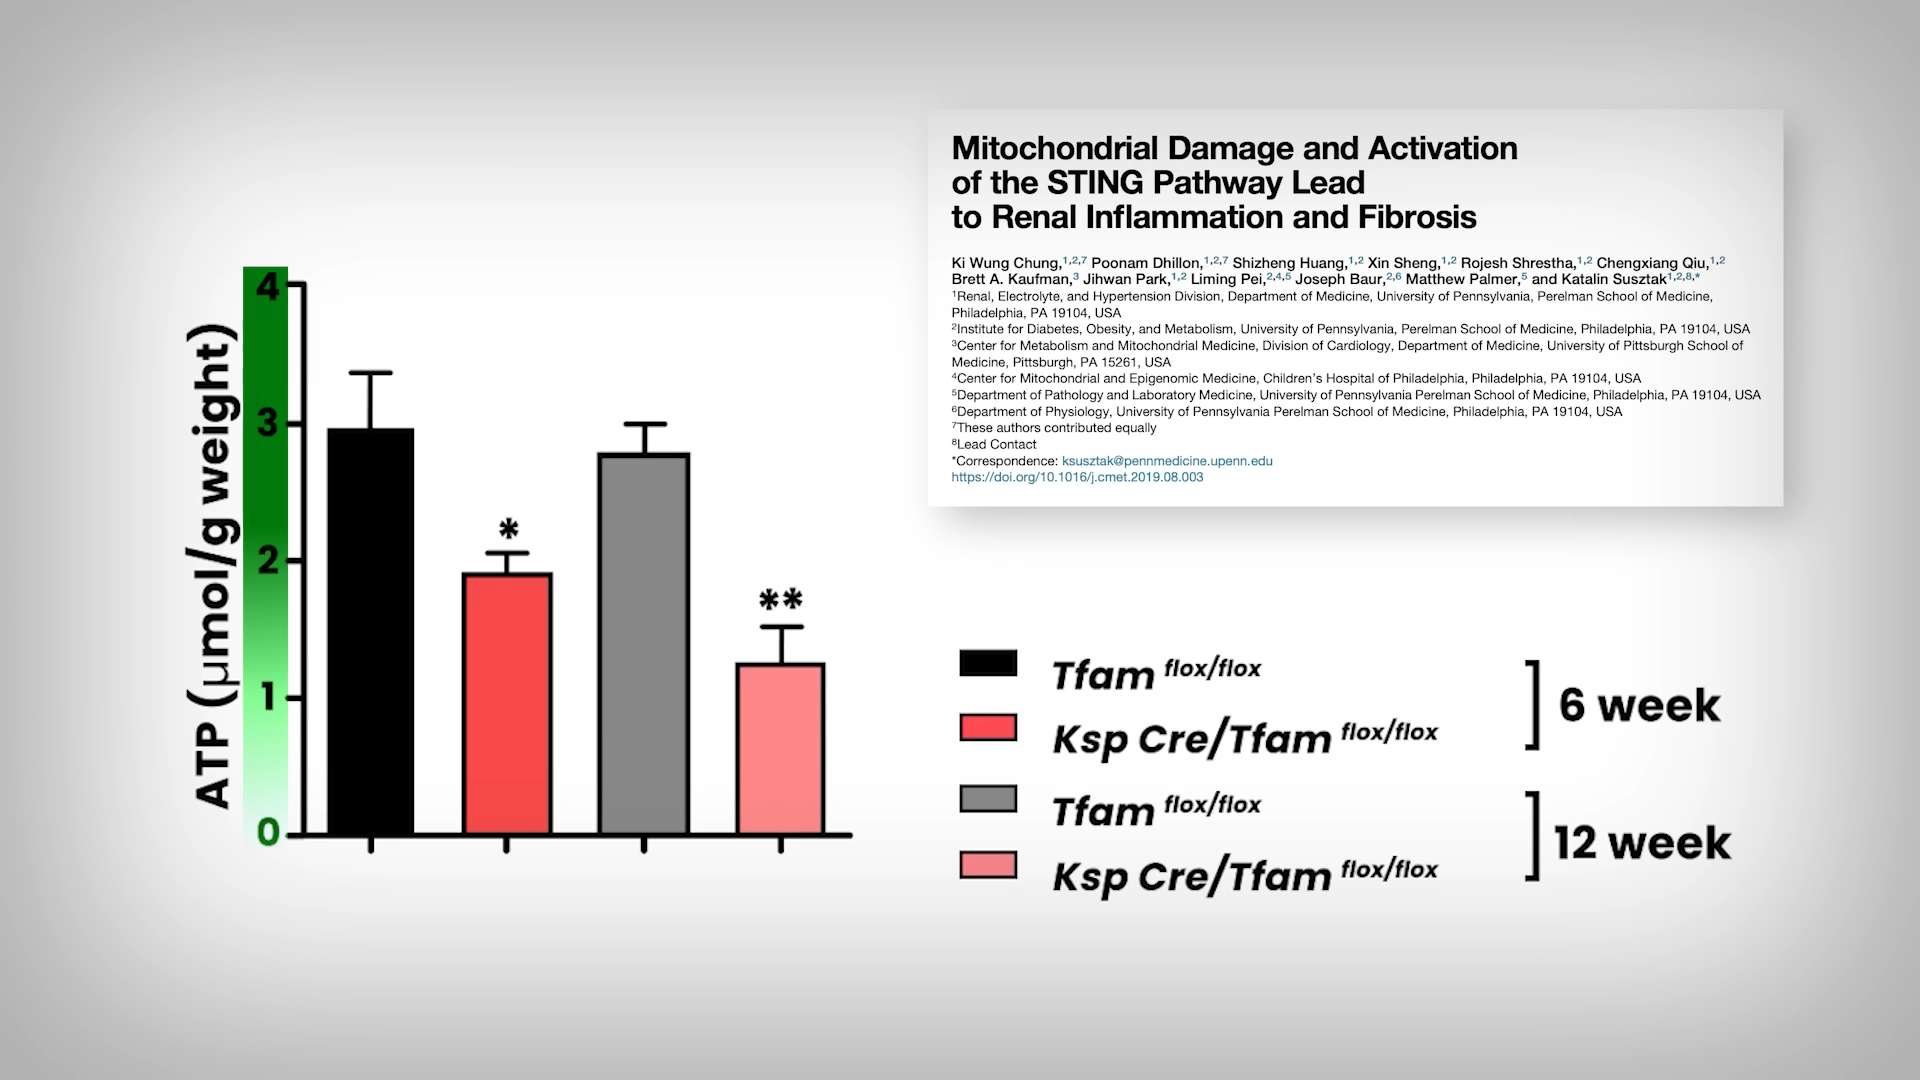 Mitochondrial Damage and Activation
of the STING Pathway Lead
to Renal Inflammation and Fibrosis
Ki Wung Chung,1,2,7 Poonam Dhillon,1,2,7 Shizheng Huang,1,2 Xin Sheng,1,2 Rojesh Shrestha,1,2 Chengxiang Qiu,1,2
Brett A. Kaufman,3 Jihwan Park,1,2 Liming Pei,2,4,5 Joseph Baur,2,6 Matthew Palmer,5 and Katalin Susztak1,2,8,*
1Renal, Electrolyte, and Hypertension Division, Department of Medicine, University of Pennsylvania, Perelman School of Medicine,
Philadelphia, PA 19104, USA
2Institute for Diabetes, Obesity, and Metabolism, University of Pennsylvania, Perelman School of Medicine, Philadelphia, PA 19104, USA
3Center for Metabolism and Mitochondrial Medicine, Division of Cardiology, Department of Medicine, University of Pittsburgh School of
Medicine, Pittsburgh, PA 15261, USA
4Center for Mitochondrial and Epigenomic Medicine, Children's Hospital of Philadelphia, Philadelphia, PA 19104, USA
5Department of Pathology and Laboratory Medicine, University of Pennsylvania Perelman School of Medicine, Philadelphia, PA 19104, USA
6Department of Physiology, University of Pennsylvania Perelman School of Medicine, Philadelphia, PA 19104, USA
7These authors contributed equally
8Lead Contact
*Correspondence: ksusztak@pennmedicine.upenn.edu
https://doi.org/10.1016/j.cmet.2019.08.003
ATP (µmol/g weight)
4
3
2
1
0
*
**
Tfam flox/flox
Ksp Cre/Tfam flox/flox
6 week
Tfam flox/flox
Ksp Cre/Tfam flox/flox
12 week